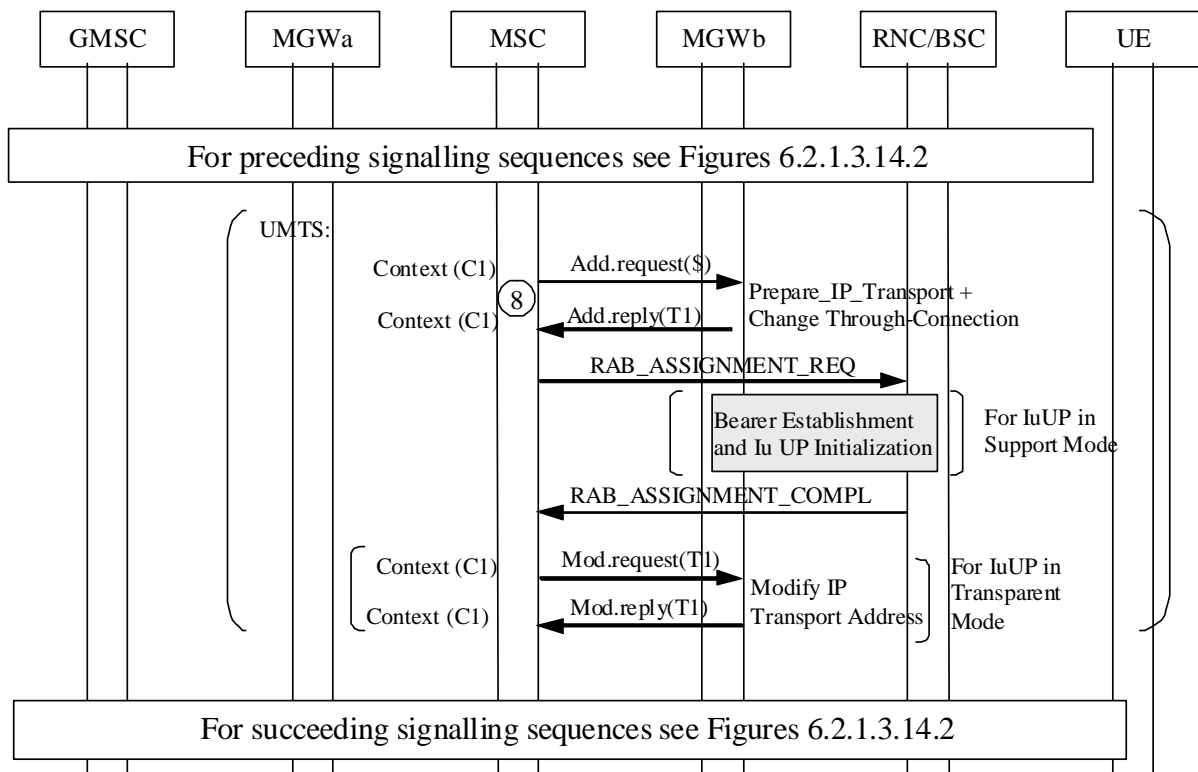 GMSC MGWa MSC MGWb RNC/BSC UE
For preceding signalling sequences see Figures 6.2.1.3.14.2
UMTS:
Context (C1) Add.request($)
8
Prepare_IP_Transport +
Change Through-Connection
Context (C1) Add.reply(T1)
RAB_ASSIGNMENT_REQ
Bearer Establishment
and Iu UP Initialization
For IuUP in
Support Mode
RAB_ASSIGNMENT_COMPL
Context (C1) Mod.request(T1)
Modify IP
Transport Address
For IuUP in
Transparent
Mode
Context (C1) Mod.reply(T1)
For succeeding signalling sequences see Figures 6.2.1.3.14.2